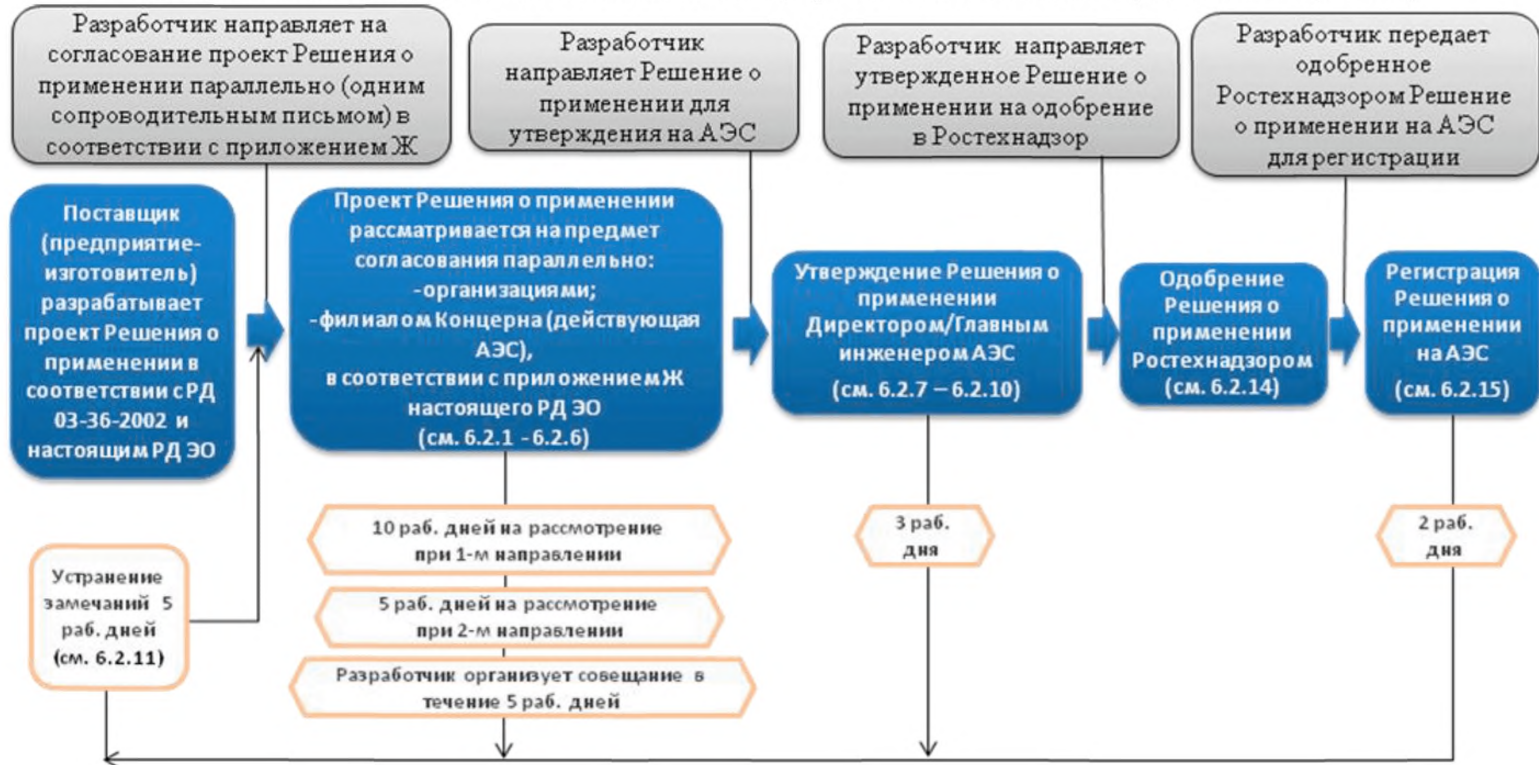 Разработчик направляет на
согласование проект Решения о
применении параллельно (одним
сопроводительным письмом) в
соответствии с приложением Ж
Разработчик
направляет Решение о
применении для
утверждения на АЭС
Разработчик направляет
утвержденное Решение о
применении на одобрение
в Ростехнадзор
Разработчик передает
одобренное
Ростехнадзором Решение
о применении на АЭС
для регистрации
Поставщик
(предприятие-
изготовитель)
разрабатывает
проект Решения о
применении в
соответствии с РД
03-36-2002 и
настоящим РД ЭО
Проект Решения о применении
рассматривается на предмет
согласования параллельно:
-организациями;
-филиалом Концерна (действующая
АЭС),
в соответствии с приложением Ж
настоящего РД ЭО
(см. 6.2.1 - 6.2.6)
Утверждение Решения о
применении
Директором/Главным
инженером АЭС
(см. 6.2.7 – 6.2.10)
Одобрение
Решения о
применении
Ростехнадзором
(см. 6.2.14)
Регистрация
Решения о
применении
на АЭС
(см. 6.2.15)
Устранение
замечаний 5
раб. дней
(см. 6.2.11)
10 раб. дней на рассмотрение
при 1-м направлении
5 раб. дней на рассмотрение
при 2-м направлении
Разработчик организует совещание в
течение 5 раб. дней
3 раб.
дня
2 раб.
дня